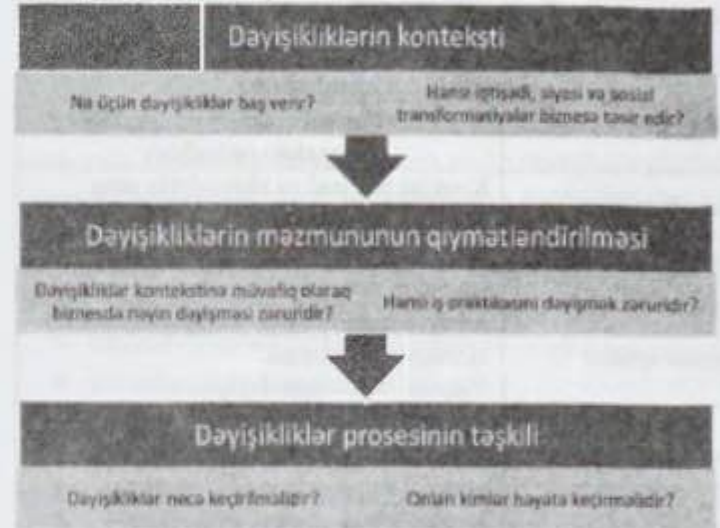 Dəyişikliklərin konteksti
Nə üçün dəyişikliklər baş verir?
Hansı iqtisadi, siyasi və sosial
transformasiyalar biznesə təsir edir?
Dəyişikliklərin məzmununun qiymətləndirilməsi
Dəyişikliklər kontekstinə müvafiq olaraq
biznesdə nəyin dəyişməsi zəruridir?
Hansı iş praktikasını dəyişmək zəruridir?
Dəyişikliklər prosesinin təşkili
Dəyişikliklər necə keçirilməlidir?
Onları kimlər həyata keçirməlidir?